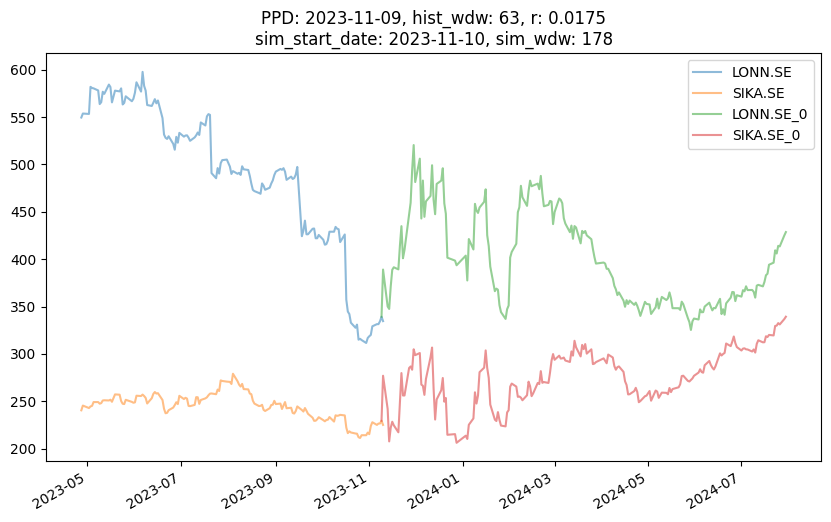 PPD: 2023-11-09, hist_wdw: 63, r: 0.0175
sim_start_date: 2023-11-10, sim_wdw: 178
LONN.SE
SIKA.SE
LONN.SE_0
SIKA.SE_0
600
550
500
450
400
350
300
250
200
2023-05
2023-07
2023-09
2023-11
2024-01
2024-03
2024-05
2024-07